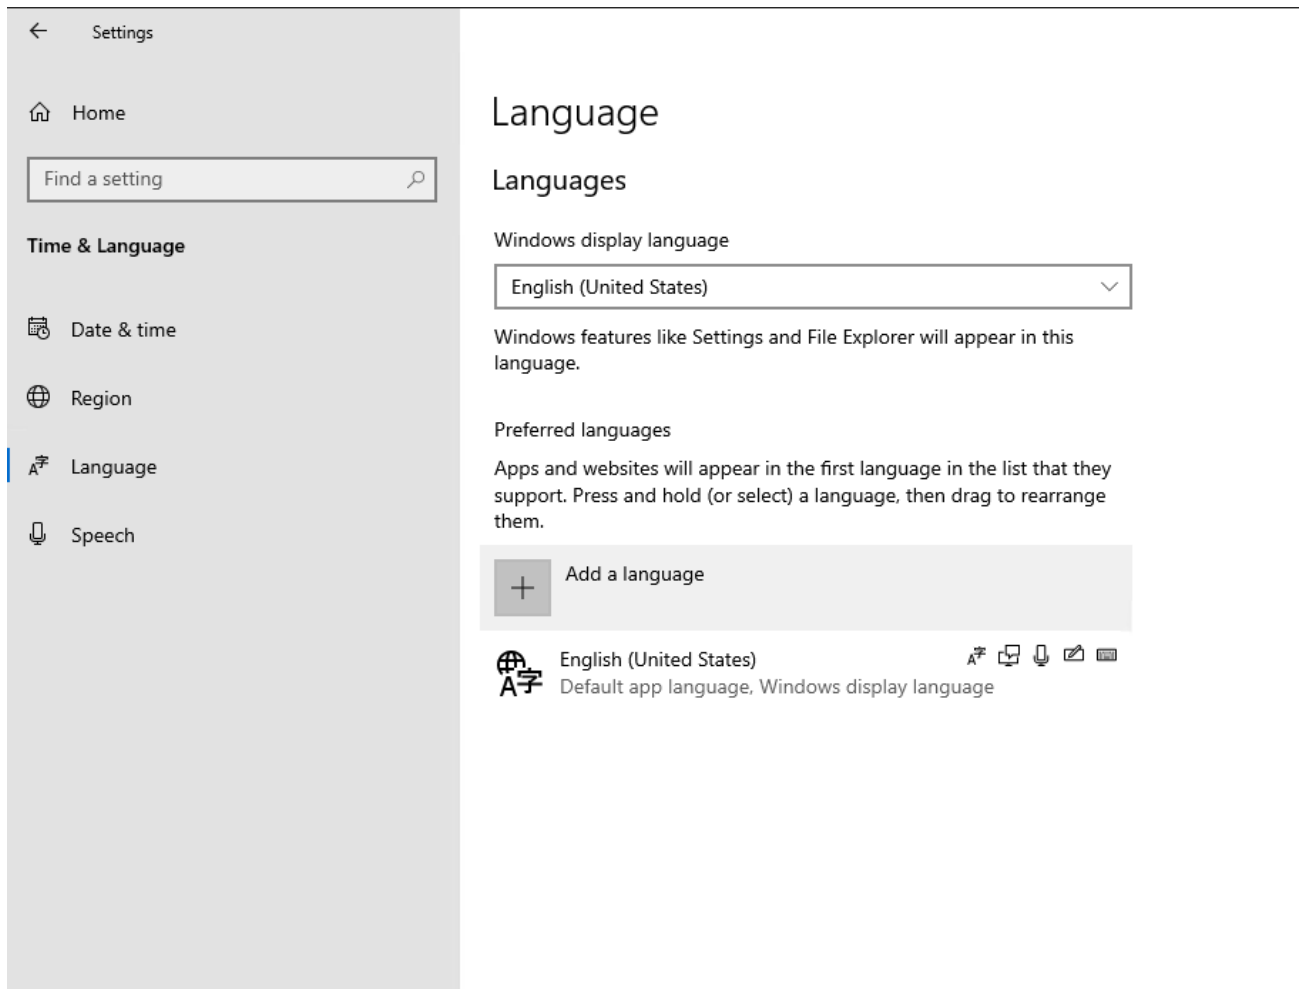 Settings
Home
Find a setting
Time & Language
Date & time
Region
Language
Speech
Language
Languages
Windows display language
English (United States)
Windows features like Settings and File Explorer will appear in this
language.
Preferred languages
Apps and websites will appear in the first language in the list that they
support. Press and hold (or select) a language, then drag to rearrange
them.
Add a language
English (United States)
Default app language, Windows display language